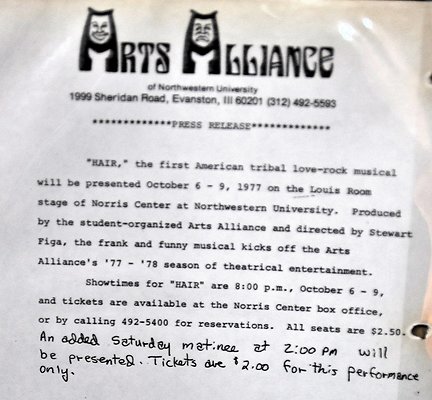 ARTS ALLIANCE
of Northwestern University
1999 Sheridan Road, Evanston, Ill 60201 (312) 492-5593
*************PRESS RELEASE*************
"HAIR," the first American tribal love-rock musical
will be presented October 6 - 9, 1977 on the Louis Room
stage of Norris Center at Northwestern University. Produced
by the student-organized Arts Alliance and directed by Stewart
Figa, the frank and funny musical kicks off the Arts
Alliance's '77 - '78 season of theatrical entertainment.
Showtimes for "HAIR" are 8:00 p.m., October 6 - 9,
and tickets are available at the Norris Center box office,
or by calling 492-5400 for reservations. All seats are $2.50.
An added Saturday matinee at 2:00 PM will
be presented. Tickets are $2.00 for this performance
only.